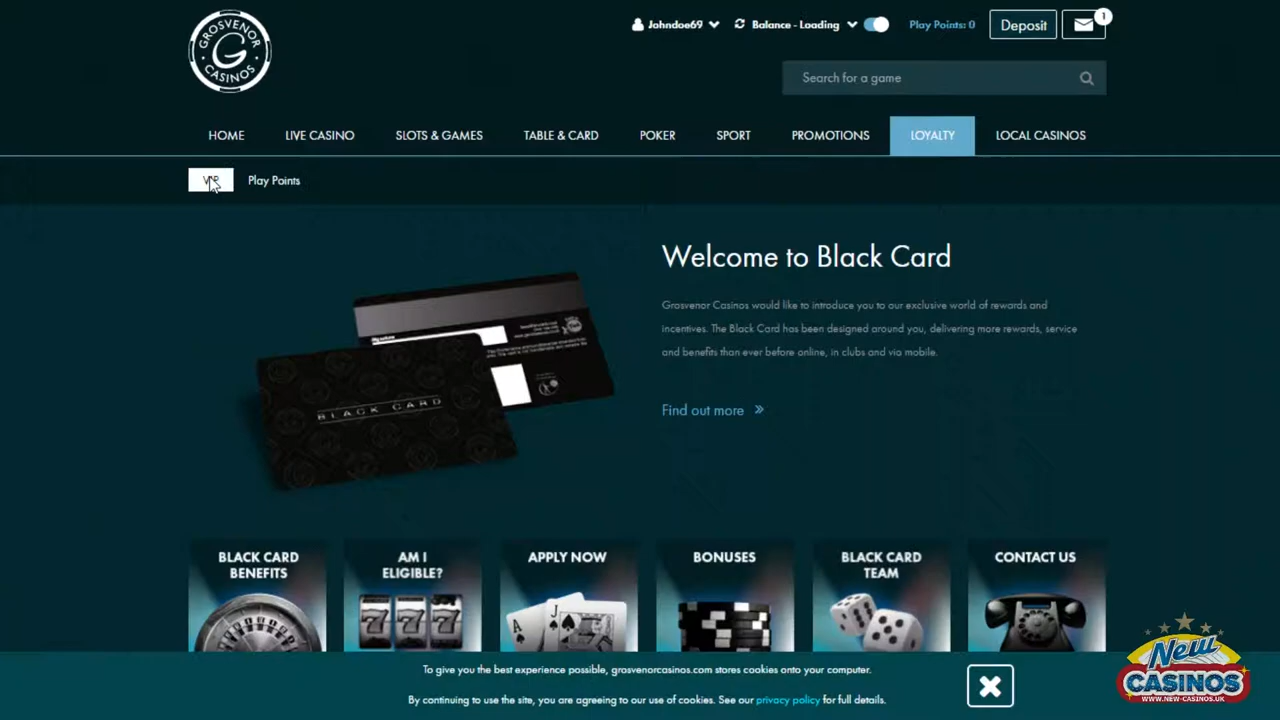 GROSVENOR
G
CASINOS
Johndoe69
Balance - Loading
Play Points: 0
Deposit
1
Search for a game
HOME
LIVE CASINO
SLOTS & GAMES
TABLE & CARD
POKER
SPORT
PROMOTIONS
LOYALTY
LOCAL CASINOS
VIP
Play Points
Welcome to Black Card
Grosvenor Casinos would like to introduce you to our exclusive world of rewards and
incentives. The Black Card has been designed around you, delivering more rewards, service
and benefits than ever before online, in clubs and via mobile.
Find out more
BLACK CARD
BLACK CARD
BENEFITS
AM I
ELIGIBLE?
APPLY NOW
BONUSES
BLACK CARD
TEAM
CONTACT US
7 7 7
A
J
To give you the best experience possible, grosvenorcasinos.com stores cookies onto your computer.
By continuing to use the site, you are agreeing to our use of cookies. See our privacy policy for full details.
New
CASINOS
WWW.NEW-CASINOS.UK